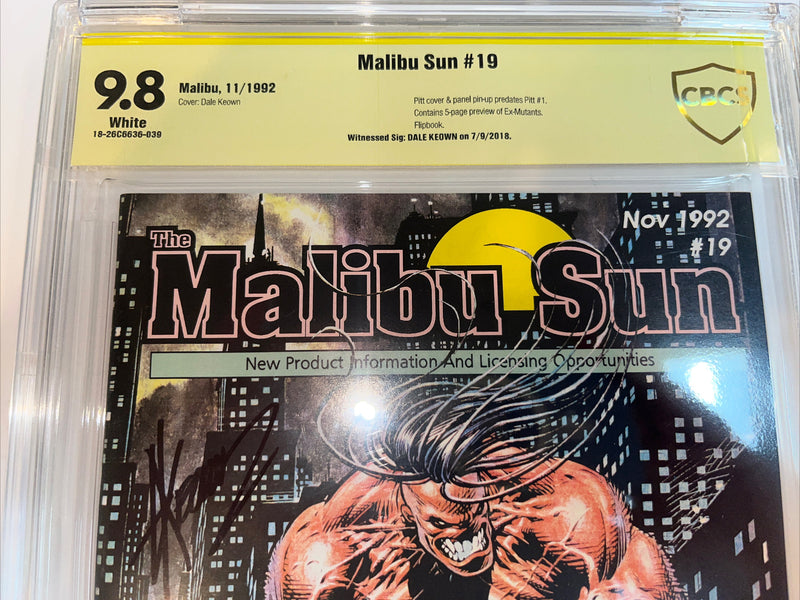 Malibu Sun #19
9.8
White
18-26C6636-039
Malibu, 11/1992
Cover: Dale Keown
Pitt cover & panel pin-up predates Pitt #1.
Contains 5-page preview of Ex-Mutants.
Flipbook.
Witnessed Sig: DALE KEOWN on 7/9/2018.
CBCS
The
Malibu Sun
Nov 1992
#19
New Product Information And Licensing Opportunities
DKeown